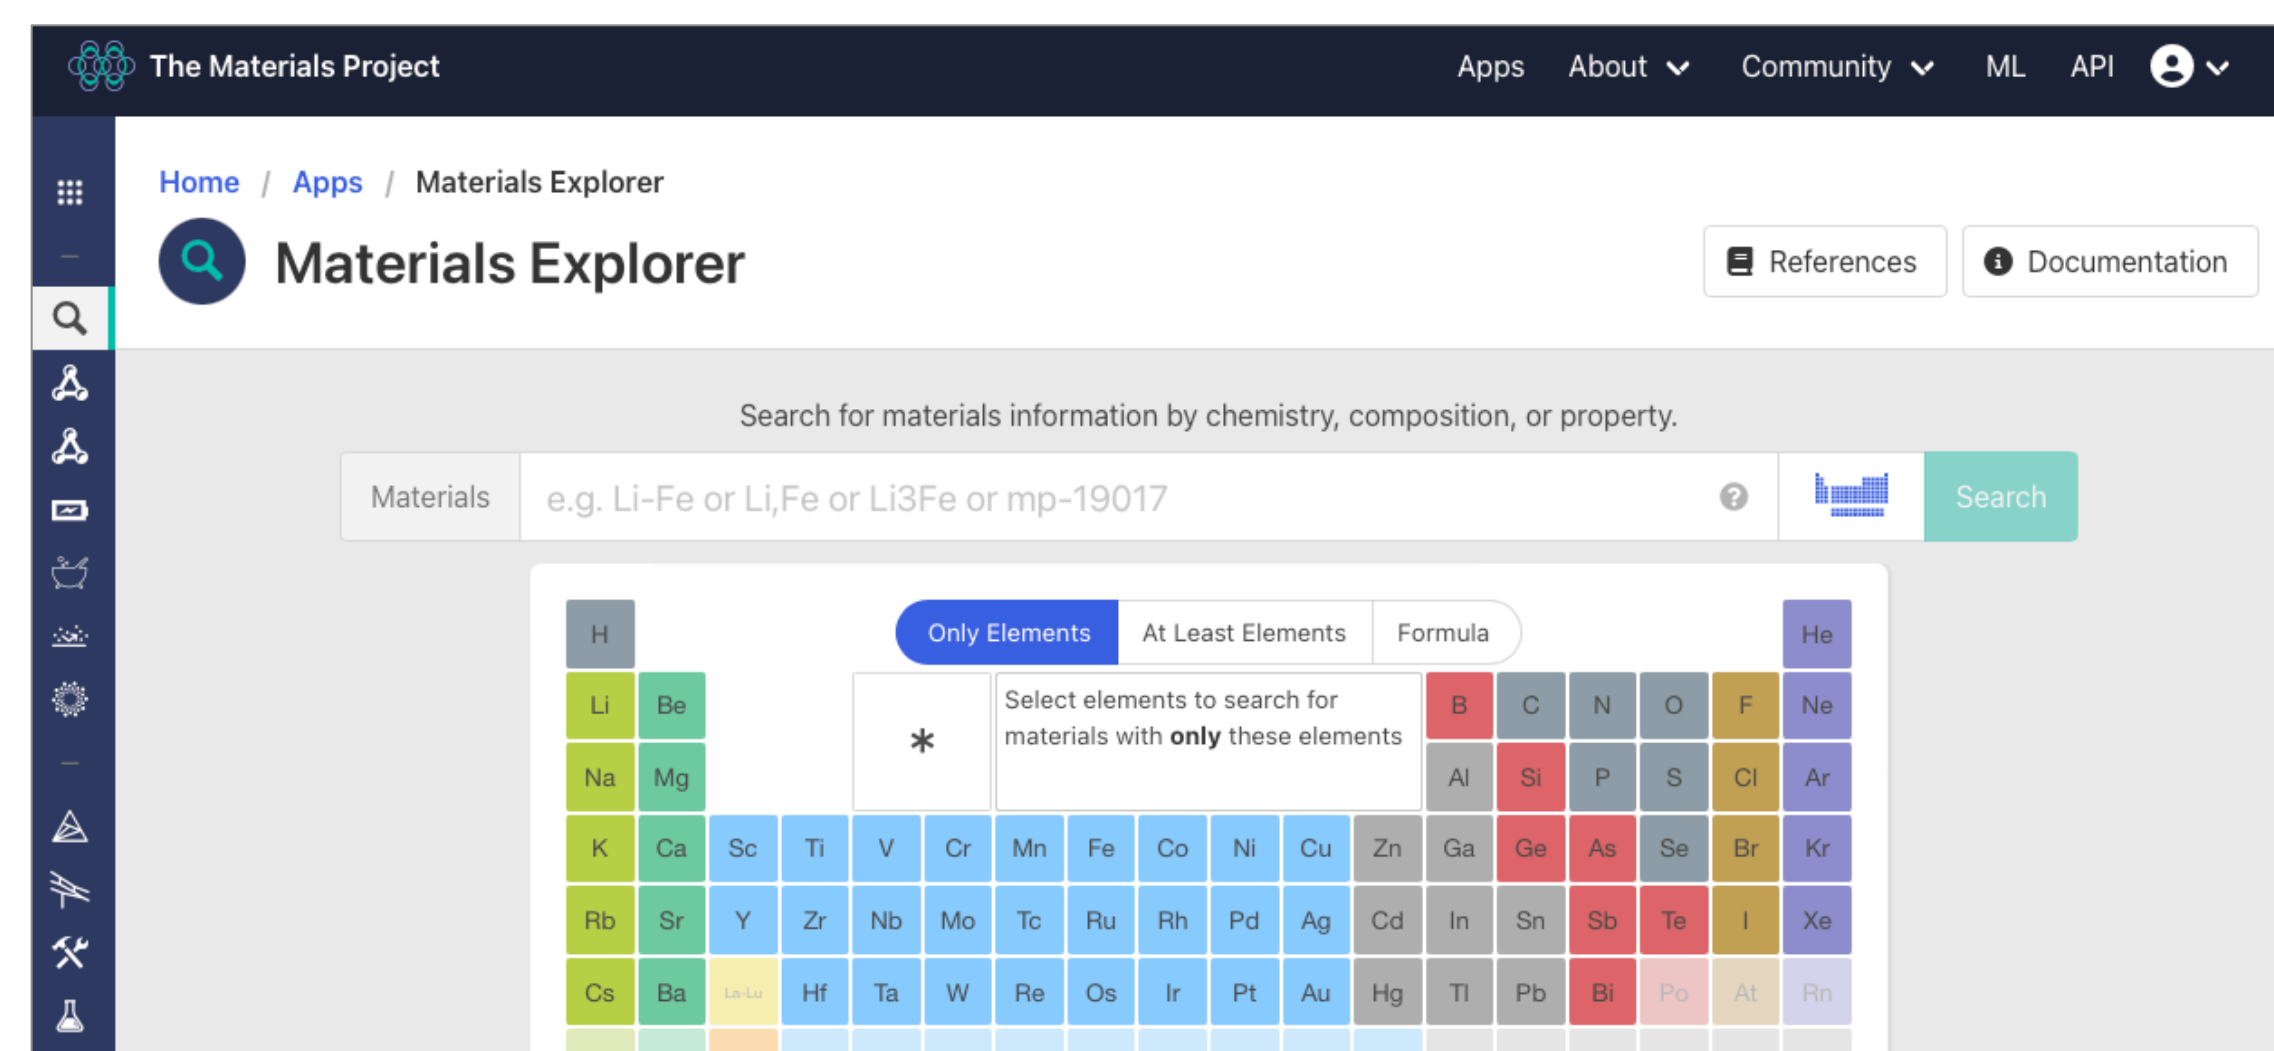 The Materials Project
Apps About Community ML API
Home / Apps / Materials Explorer
Materials Explorer
References Documentation
Search for materials information by chemistry, composition, or property.
Materials e.g. Li-Fe or Li,Fe or Li3Fe or mp-19017 Search
H Only Elements At Least Elements Formula He
Li Be Select elements to search for B C N O F Ne
* materials with only these elements
Na Mg Al Si P S Cl Ar
K Ca Sc Ti V Cr Mn Fe Co Ni Cu Zn Ga Ge As Se Br Kr
Rb Sr Y Zr Nb Mo Tc Ru Rh Pd Ag Cd In Sn Sb Te I Xe
Cs Ba La-Lu Hf Ta W Re Os Ir Pt Au Hg Tl Pb Bi Po At Rn